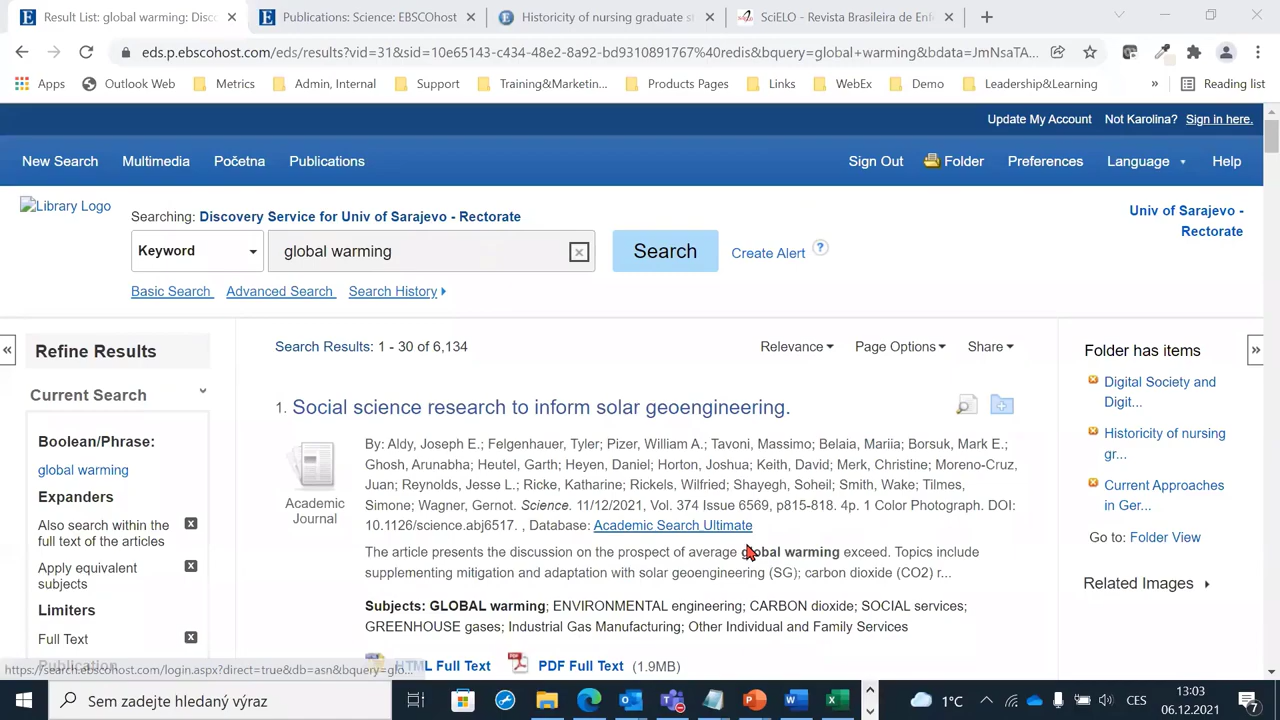 Result List: global warming: Disc
Publications: Science: EBSCOhost
Historicity of nursing graduate st
SciELO - Revista Brasileira de Enf
eds.p.ebscohost.com/eds/results?vid=31&sid=10e65143-c434-48e2-8a92-bd9310891767%40redis&bquery=global+warming&bdata=JmNsaTA...
Apps
Outlook Web
Metrics
Admin, Internal
Support
Training&Marketin...
Products Pages
Links
WebEx
Demo
Leadership&Learning
»
Reading list
Update My Account
Not Karolina?
Sign in here.
New Search
Multimedia
Početna
Publications
Sign Out
Folder
Preferences
Language
Help
Library Logo
Searching: Discovery Service for Univ of Sarajevo - Rectorate
Univ of Sarajevo -
Rectorate
Keyword
global warming
Search
Create Alert
?
Basic Search
Advanced Search
Search History
«
Refine Results
Current Search
Boolean/Phrase:
global warming
Expanders
Also search within the
full text of the articles
Apply equivalent
subjects
Limiters
Full Text
Publication
Search Results: 1 - 30 of 6,134
Relevance
Page Options
Share
1. Social science research to inform solar geoengineering.
Academic
Journal
By: Aldy, Joseph E.; Felgenhauer, Tyler; Pizer, William A.; Tavoni, Massimo; Belaia, Mariia; Borsuk, Mark E.;
Ghosh, Arunabha; Heutel, Garth; Heyen, Daniel; Horton, Joshua; Keith, David; Merk, Christine; Moreno-Cruz,
Juan; Reynolds, Jesse L.; Ricke, Katharine; Rickels, Wilfried; Shayegh, Soheil; Smith, Wake; Tilmes,
Simone; Wagner, Gernot. Science. 11/12/2021, Vol. 374 Issue 6569, p815-818. 4p. 1 Color Photograph. DOI:
10.1126/science.abj6517. , Database: Academic Search Ultimate
The article presents the discussion on the prospect of average global warming exceed. Topics include
supplementing mitigation and adaptation with solar geoengineering (SG); carbon dioxide (CO2) r...
Subjects: GLOBAL warming; ENVIRONMENTAL engineering; CARBON dioxide; SOCIAL services;
GREENHOUSE gases; Industrial Gas Manufacturing; Other Individual and Family Services
HTML Full Text
PDF Full Text
(1.9MB)
»
Folder has items
Digital Society and
Digit...
Historicity of nursing
gr...
Current Approaches
in Ger...
Go to: Folder View
Related Images
https://search.ebscohost.com/login.aspx?direct=true&db=asn&bquery=glo...
Sem zadejte hledaný výraz
1°C
CES
13:03
06.12.2021
7